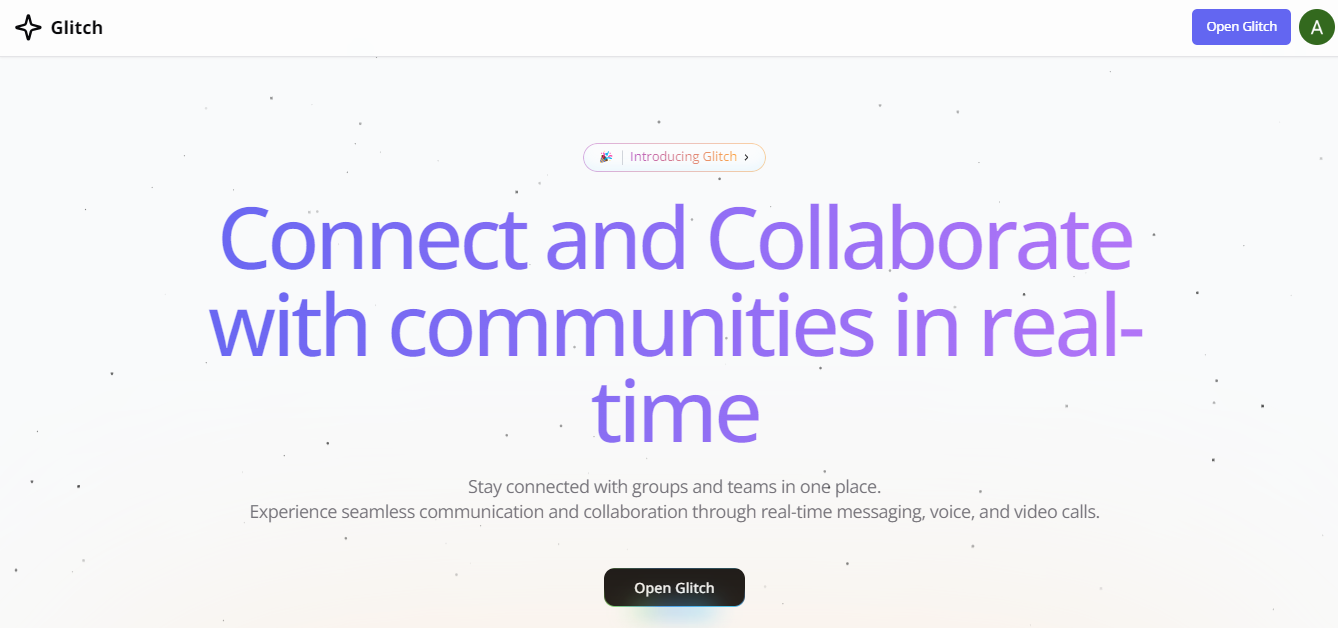 Glitch
Open Glitch
A
Introducing Glitch
Connect and Collaborate
with communities in real-
time
Stay connected with groups and teams in one place.
Experience seamless communication and collaboration through real-time messaging, voice, and video calls.
Open Glitch